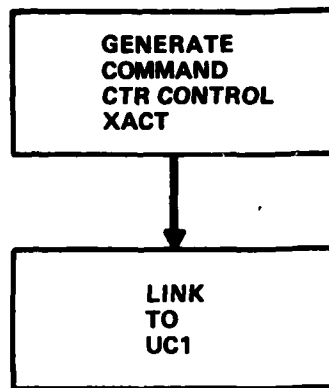 GENERATE
COMMAND
CTR CONTROL
XACT
LINK
TO
UC1